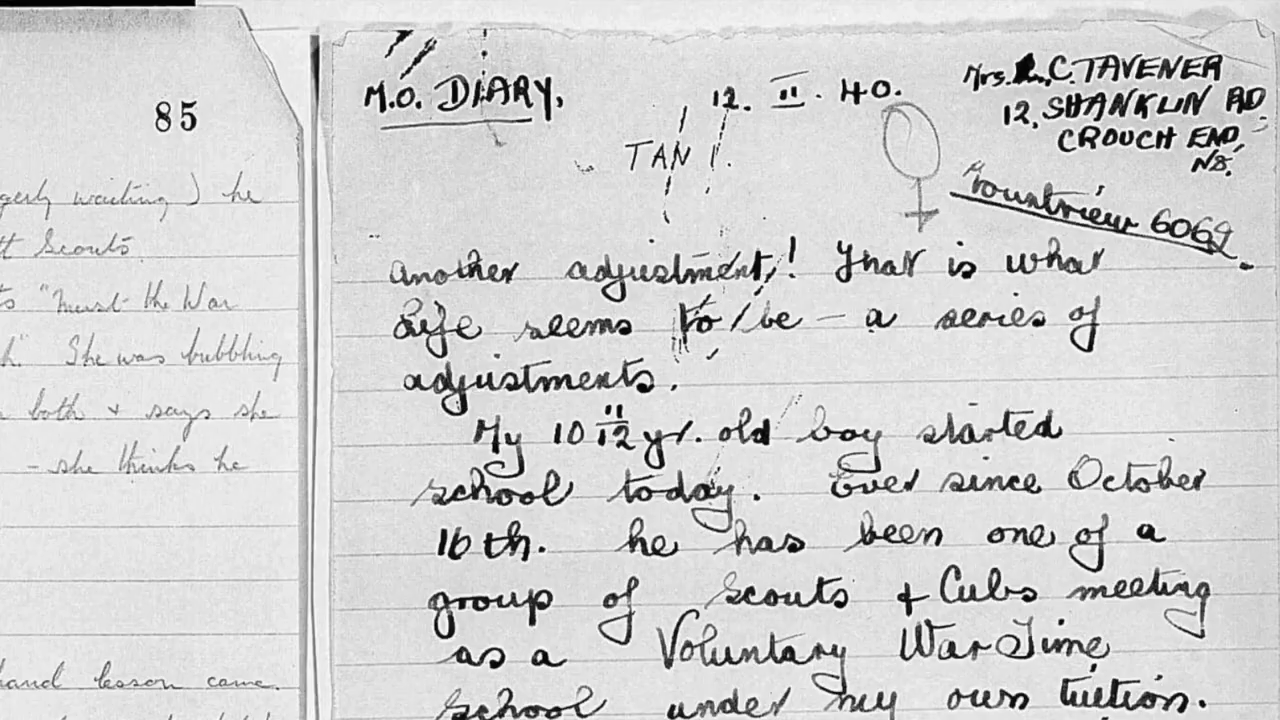 85
gerly waiting) he
tt Scouts.
ts "Must the War
h" She was bubbling
both & says she
- she thinks he
hand lesson came.
M.O. DIARY.
12. II. 40.
Mrs. C. TAVENER
12, SHANKLIN RD
CROUCH END,
N8.
TAN 1.
Mountview 6069.
Another adjustment! That is what
life seems to be - a series of
adjustments.
My 10 11/12 yr. old boy started
school today. Ever since October
16th. he has been one of a
group of Scouts & Cubs meeting
as a Voluntary War Time
school under my own tuition.